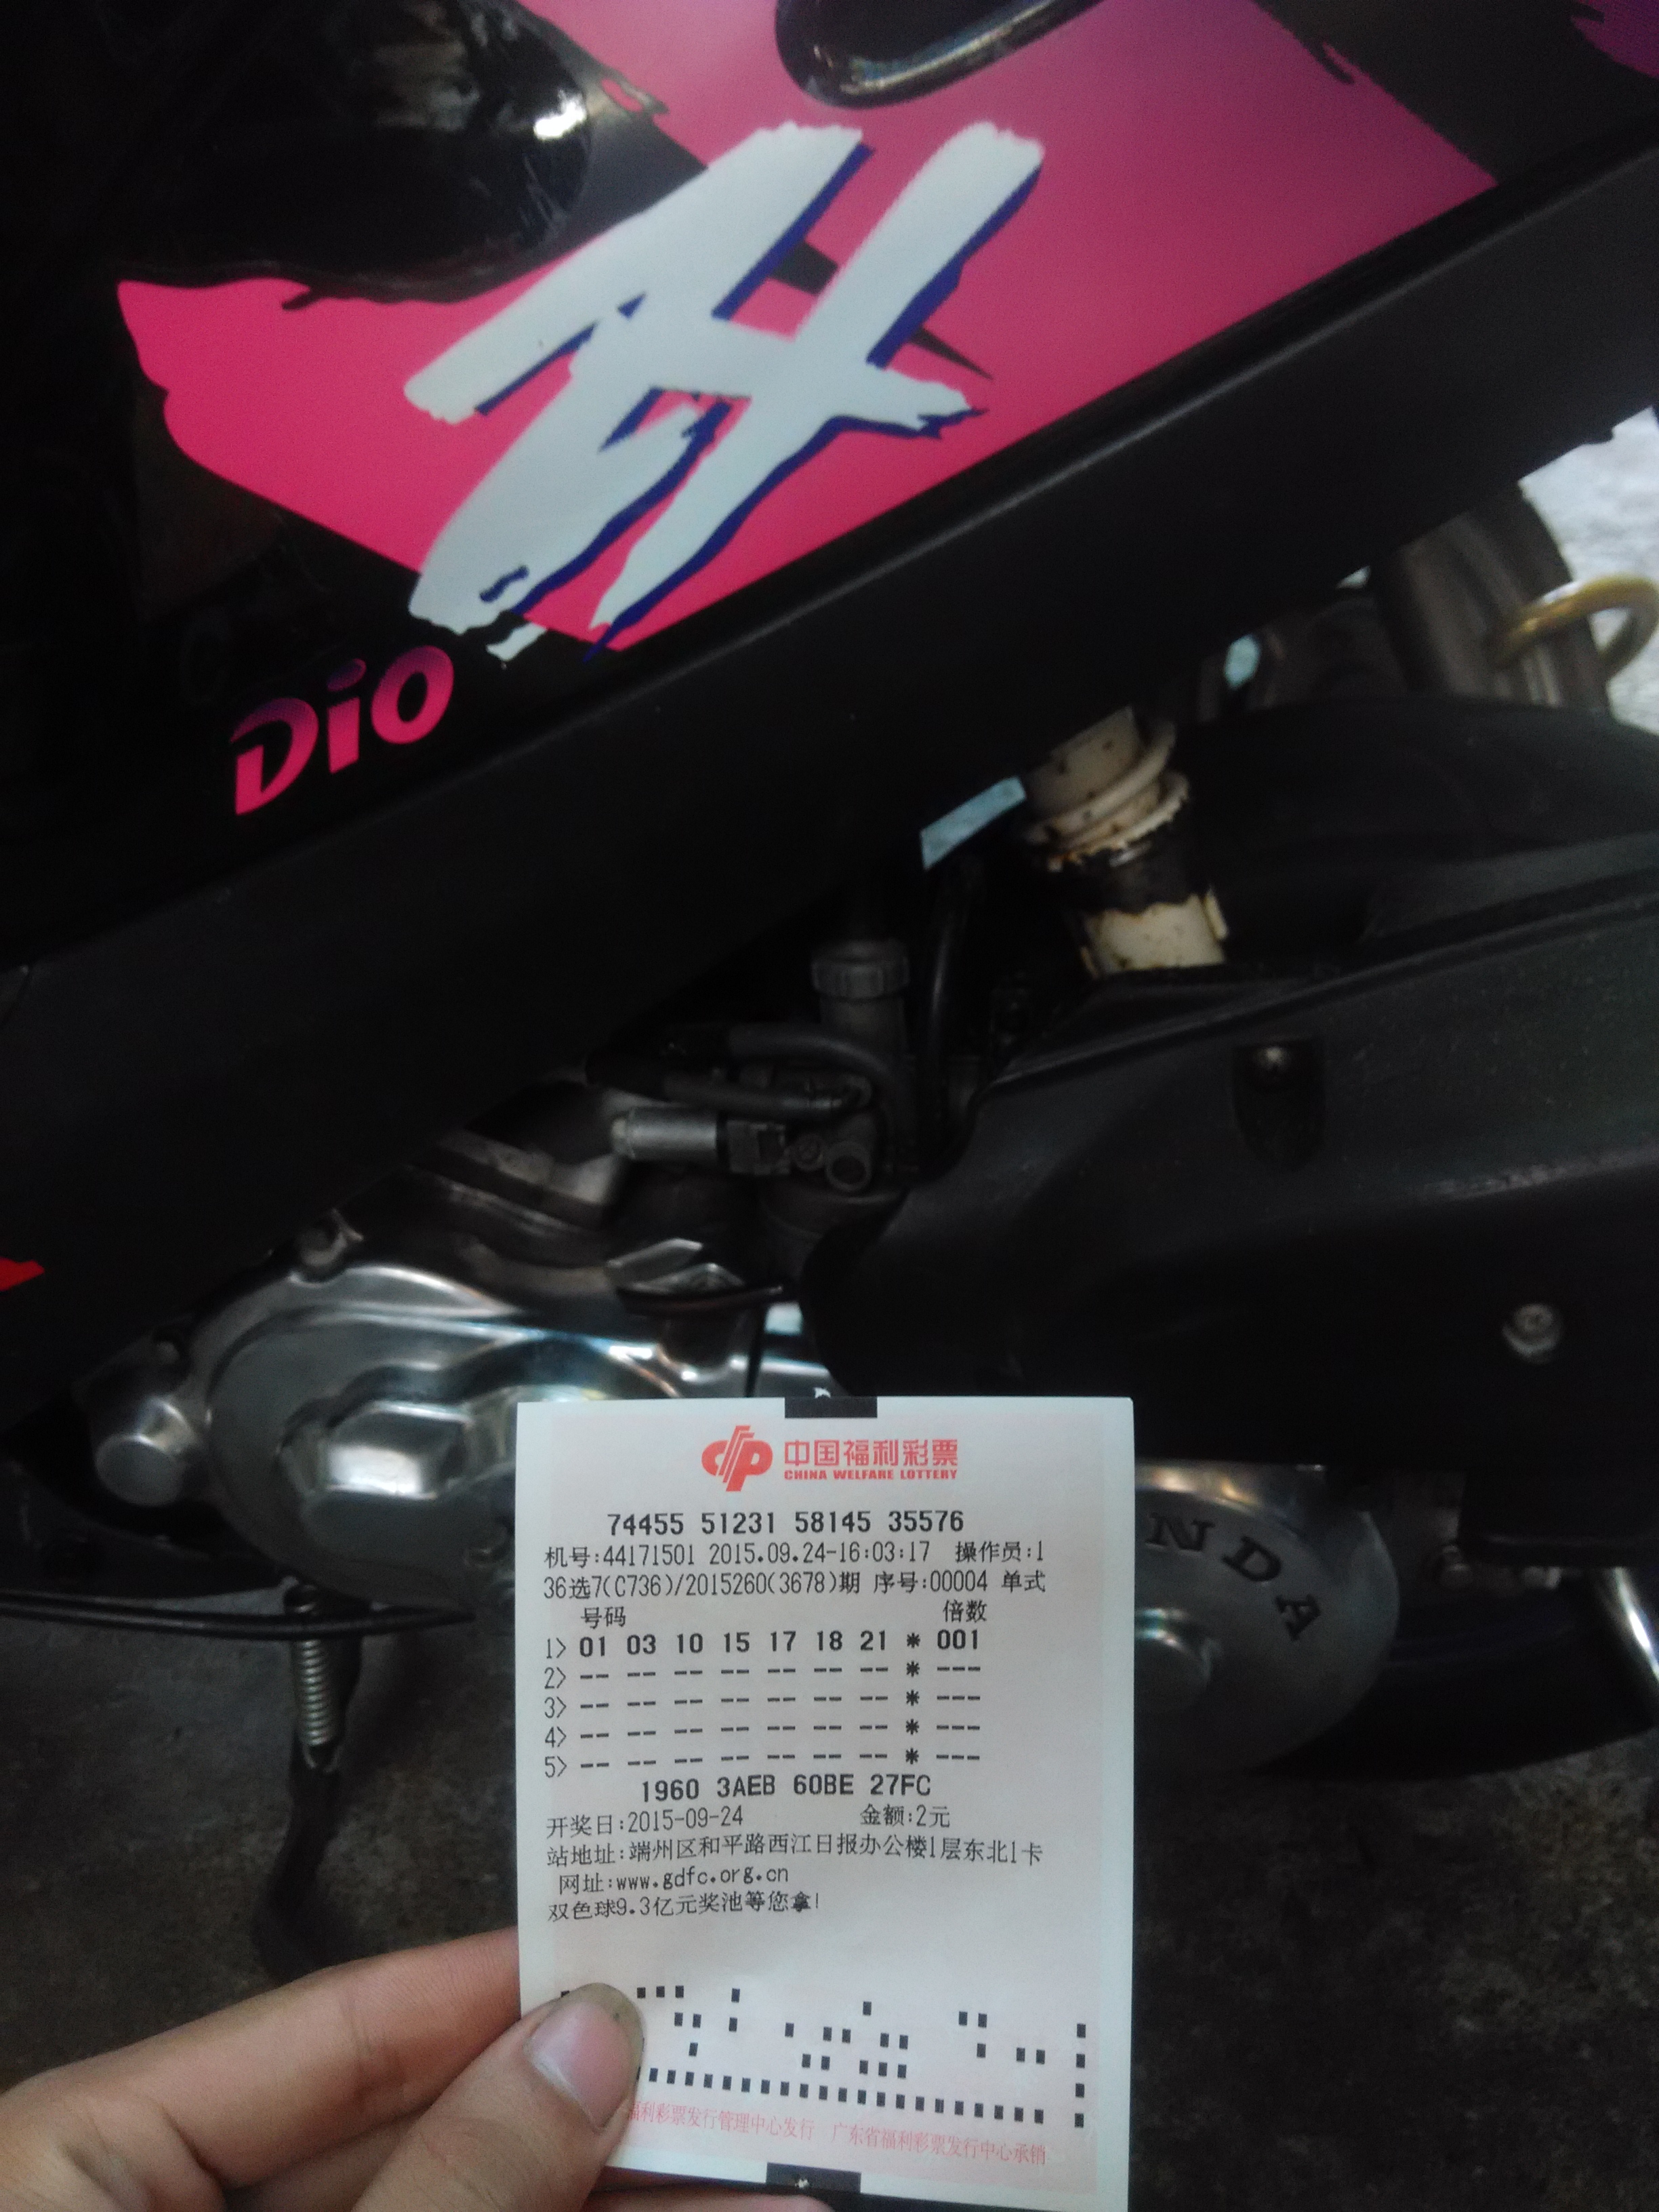 ZX
Dio
中国福利彩票
CHINA WELFARE LOTTERY
74455 51231 58145 35576
机号:44171501 2015.09.24-16:03:17 操作员:1
36选7(C736)/2015260(3678)期 序号:00004 单式
号码 倍数
1> 01 03 10 15 17 18 21 * 001
2> -- -- -- -- -- -- -- * ---
3> -- -- -- -- -- -- -- * ---
4> -- -- -- -- -- -- -- * ---
5> -- -- -- -- -- -- -- * ---
1960 3AEB 60BE 27FC
开奖日:2015-09-24 金额:2元
站地址:端州区和平路西江日报办公楼1层东北1卡
网址:www.gdfc.org.cn
双色球9.3亿元奖池等您拿!
福利彩票发行管理中心发行 广东省福利彩票发行中心承销
NDA